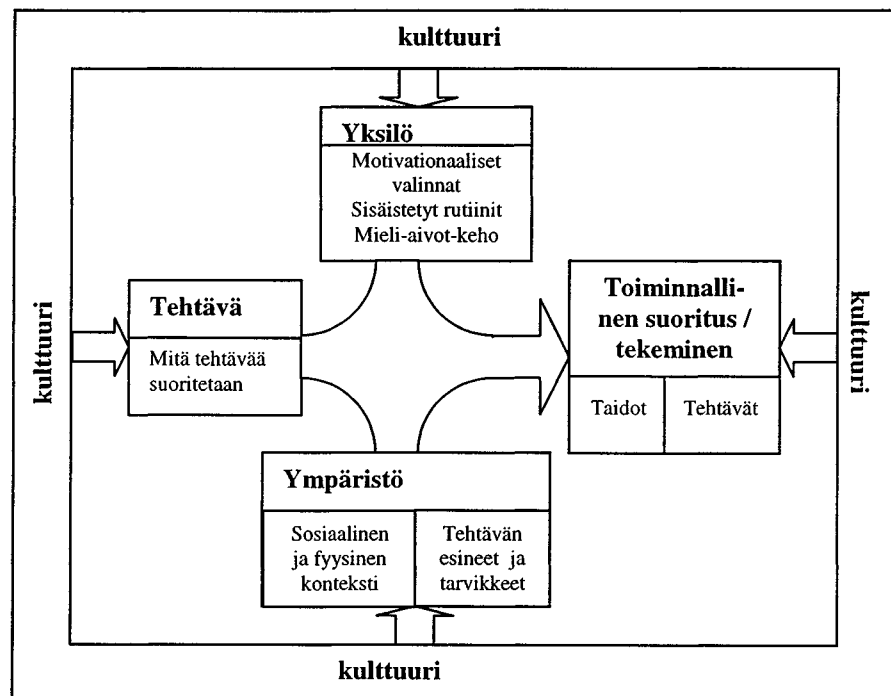 kulttuuri
Yksilö
Motivationaaliset
valinnat
Sisäistetyt rutiinit
Mieli-aivot-keho
kulttuuri
Tehtävä
Mitä tehtävää
suoritetaan
Toiminnalli-
nen suoritus /
tekeminen
Taidot
Tehtävät
kulttuuri
Ympäristö
Sosiaalinen
ja fyysinen
konteksti
Tehtävän
esineet ja
tarvikkeet
kulttuuri